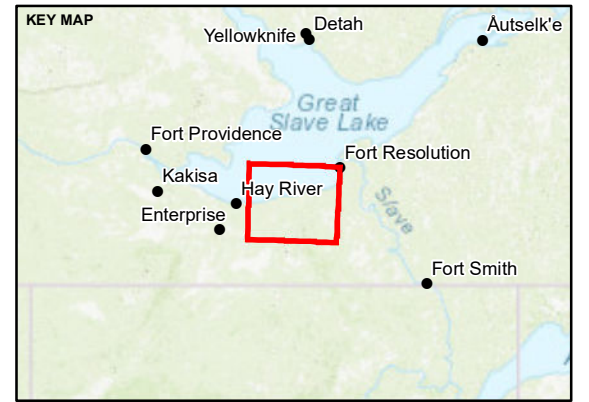 KEY MAP
Detah
Yellowknife
Åutselk'e
Great
Slave Lake
Fort Providence
Fort Resolution
Kakisa
Hay River
Slave
Enterprise
Fort Smith